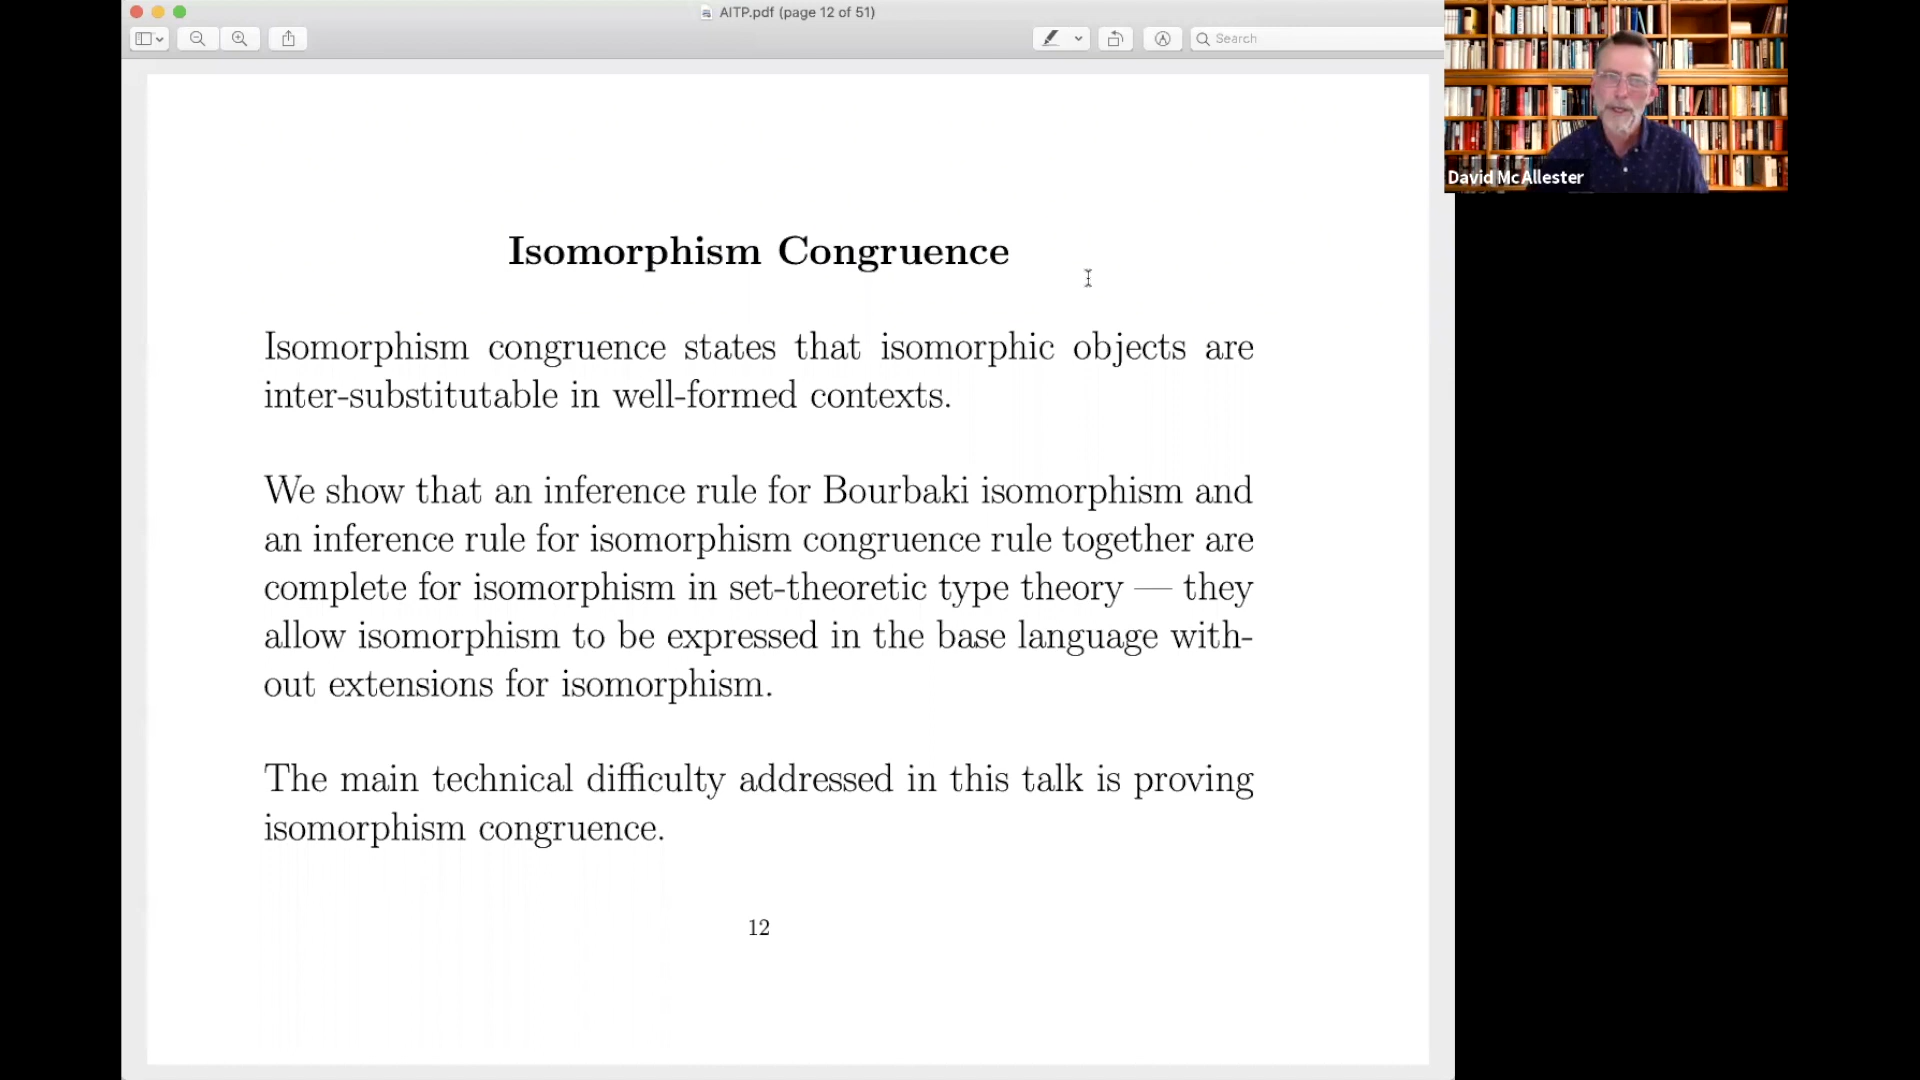 AITP.pdf (page 12 of 51)
Search
David McAllester
Isomorphism Congruence
Isomorphism congruence states that isomorphic objects are
inter-substitutable in well-formed contexts.
We show that an inference rule for Bourbaki isomorphism and
an inference rule for isomorphism congruence rule together are
complete for isomorphism in set-theoretic type theory — they
allow isomorphism to be expressed in the base language with-
out extensions for isomorphism.
The main technical difficulty addressed in this talk is proving
isomorphism congruence.
12